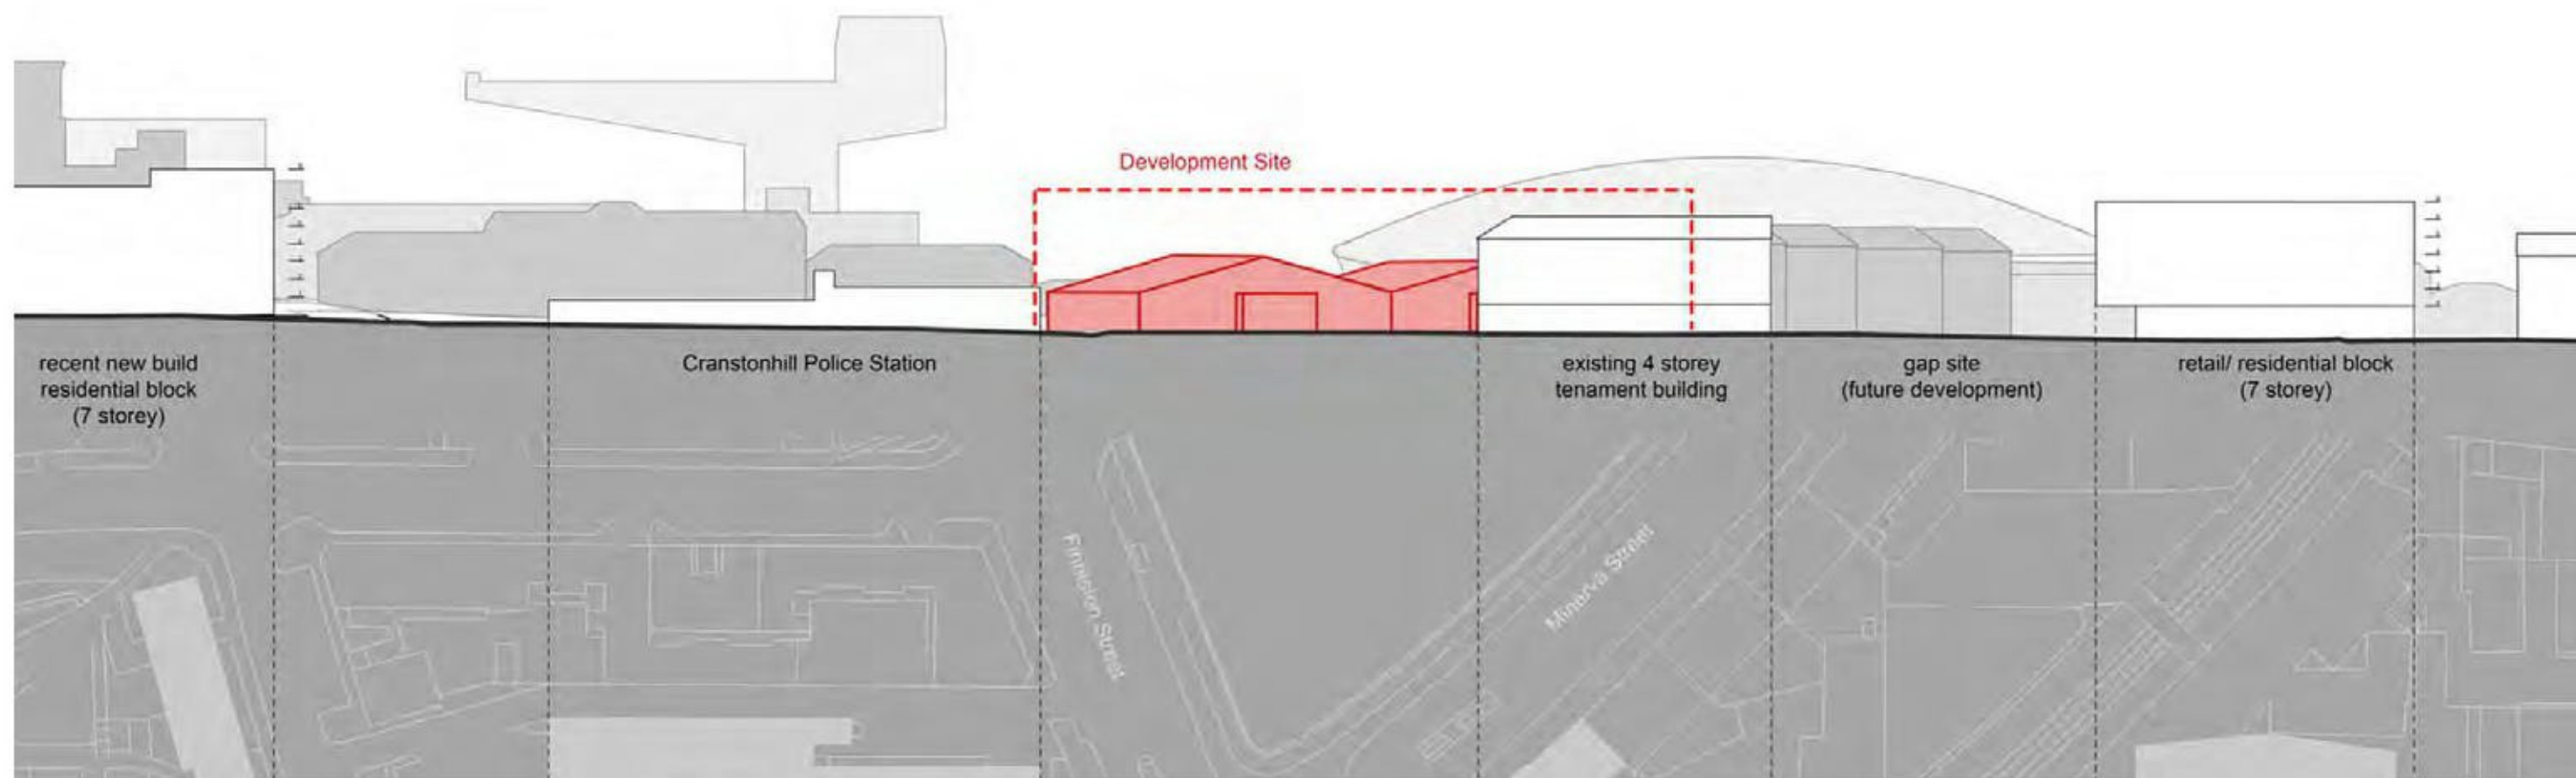 Development Site
recent new build
residential block
(7 storey)
Cranstonhill Police Station
existing 4 storey
tenament building
gap site
(future development)
retail/ residential block
(7 storey)
Finnieston Street
Minerva Street